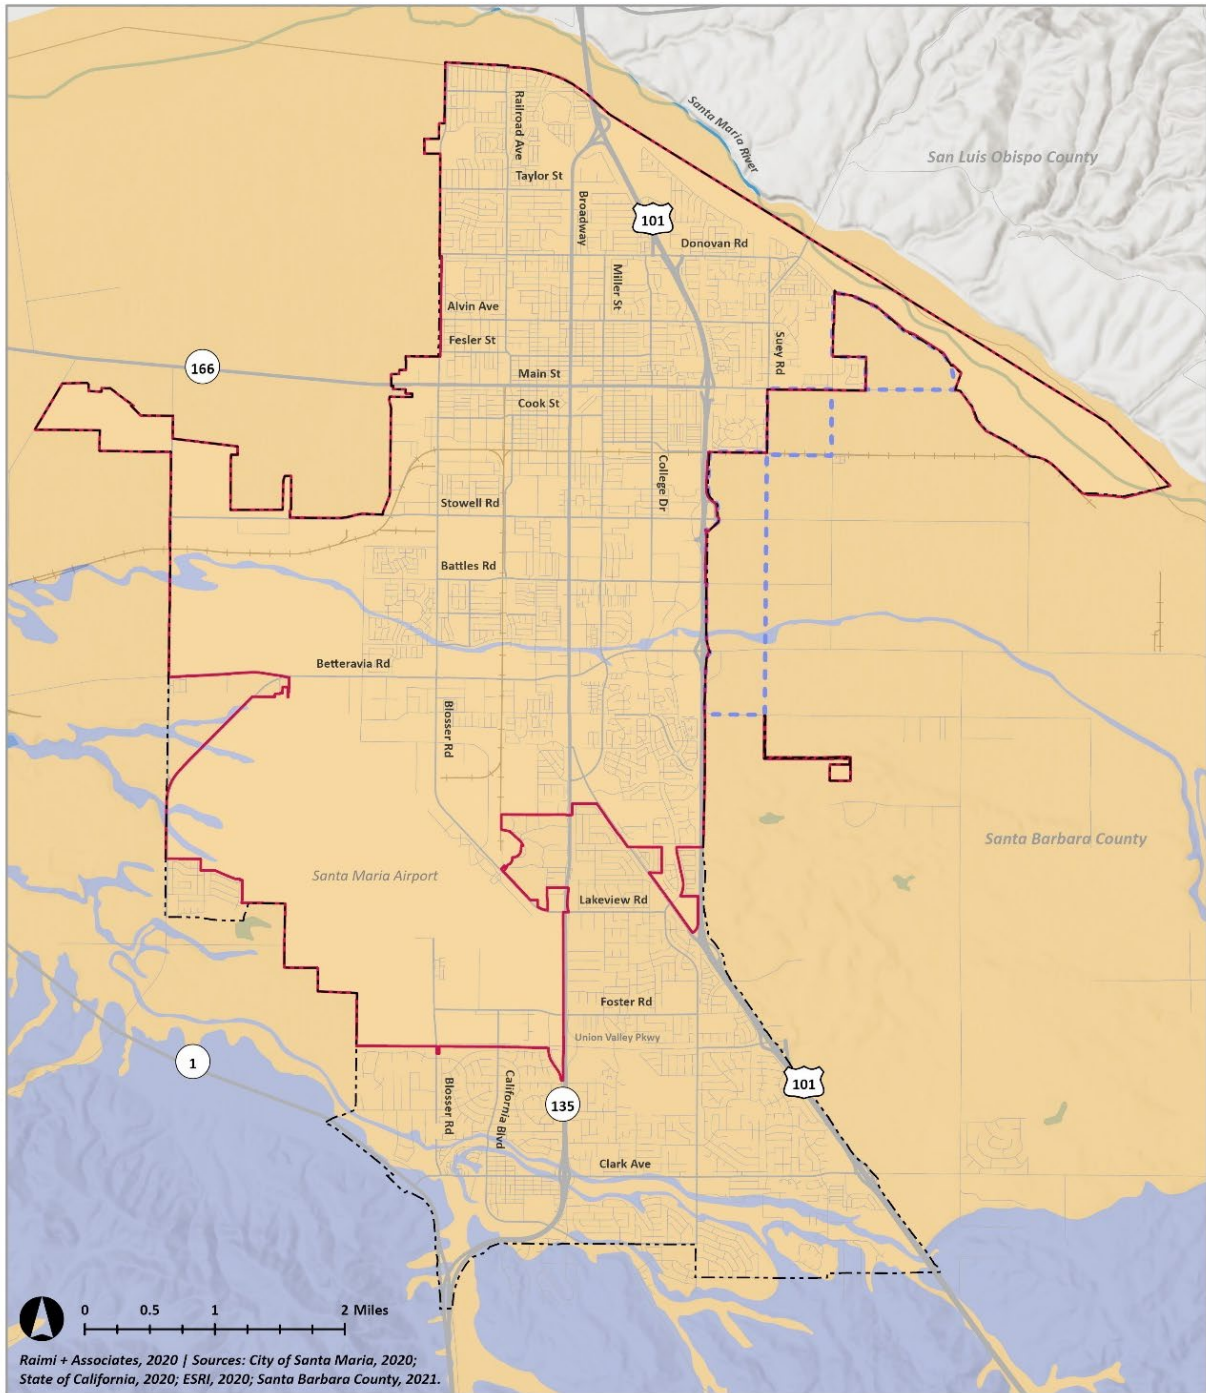 Railroad Ave
Santa Maria River
San Luis Obispo County
Taylor St
Broadway
101
Donovan Rd
Miller St
Alvin Ave
Fesler St
Suey Rd
166
Main St
Cook St
College Dr
Stowell Rd
Battles Rd
Betteravia Rd
Blosser Rd
Santa Barbara County
Santa Maria Airport
Lakeview Rd
Foster Rd
Union Valley Pkwy
1
101
Blosser Rd
California Blvd
135
Clark Ave
0 0.5 1 2 Miles
Raimi + Associates, 2020 | Sources: City of Santa Maria, 2020;
State of California, 2020; ESRI, 2020; Santa Barbara County, 2021.